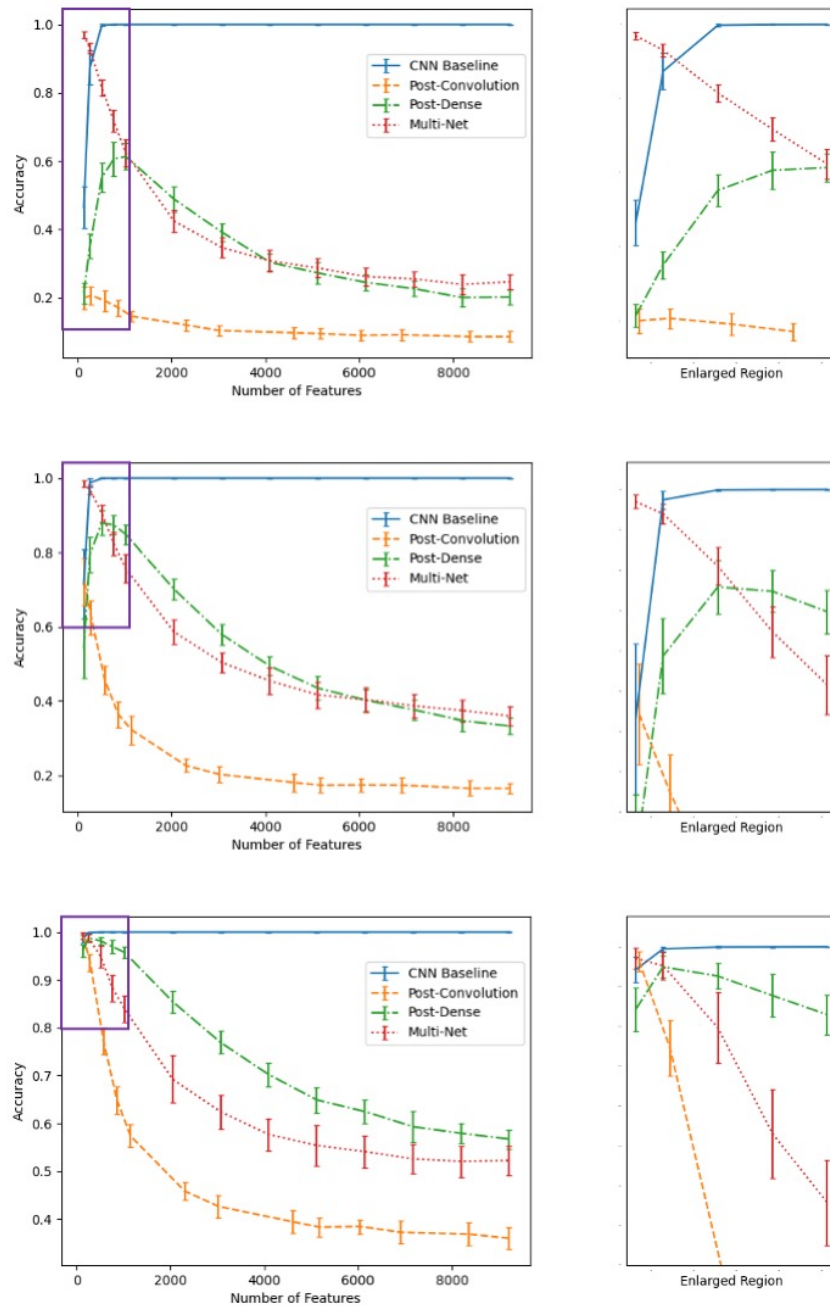 1.0
0.8
0.6
0.4
0.2
Accuracy
CNN Baseline
Post-Convolution
Post-Dense
Multi-Net
0 2000 4000 6000 8000
Number of Features
Enlarged Region
1.0
0.8
0.6
0.4
0.2
Accuracy
CNN Baseline
Post-Convolution
Post-Dense
Multi-Net
0 2000 4000 6000 8000
Number of Features
Enlarged Region
1.0
0.9
0.8
0.7
0.6
0.5
0.4
Accuracy
CNN Baseline
Post-Convolution
Post-Dense
Multi-Net
0 2000 4000 6000 8000
Number of Features
Enlarged Region